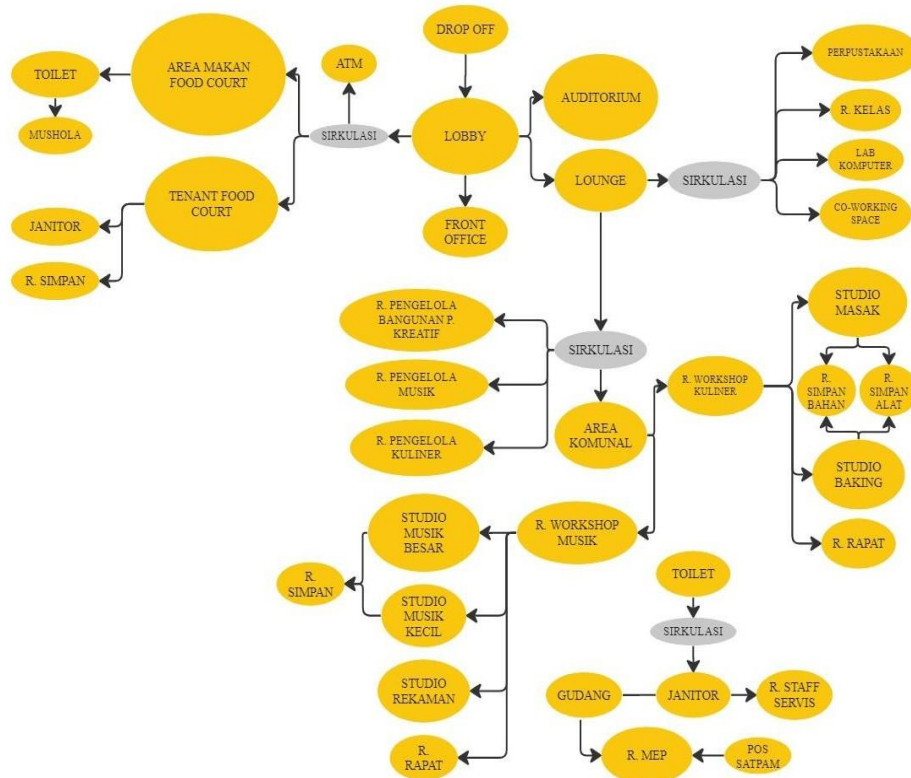 DROP OFF
AREA MAKAN
FOOD COURT
TOILET
MUSHOLA
ATM
SIRKULASI
LOBBY
AUDITORIUM
LOUNGE
SIRKULASI
PERPUSTAKAAN
R. KELAS
LAB
KOMPUTER
CO-WORKING
SPACE
TENANT FOOD
COURT
JANITOR
R. SIMPAN
FRONT
OFFICE
R. PENGELOLA
BANGUNAN P.
KREATIF
R. PENGELOLA
MUSIK
R. PENGELOLA
KULINER
SIRKULASI
AREA
KOMUNAL
R. WORKSHOP
KULINER
STUDIO
MASAK
R.
SIMPAN
BAHAN
R.
SIMPAN
ALAT
STUDIO
BAKING
R. RAPAT
R. WORKSHOP
MUSIK
STUDIO
MUSIK
BESAR
R.
SIMPAN
STUDIO
MUSIK
KECIL
STUDIO
REKAMAN
R.
RAPAT
TOILET
SIRKULASI
GUDANG
JANITOR
R. STAFF
SERVIS
R. MEP
POS
SATPAM